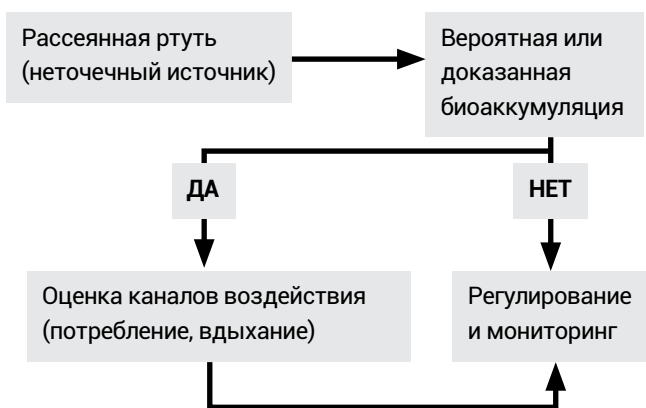 Рассеянная ртуть
(неточечный источник)
Вероятная или
доказанная
биоаккумуляция
ДА
НЕТ
Оценка каналов воздействия
(потребление, вдыхание)
Регулирование
и мониторинг